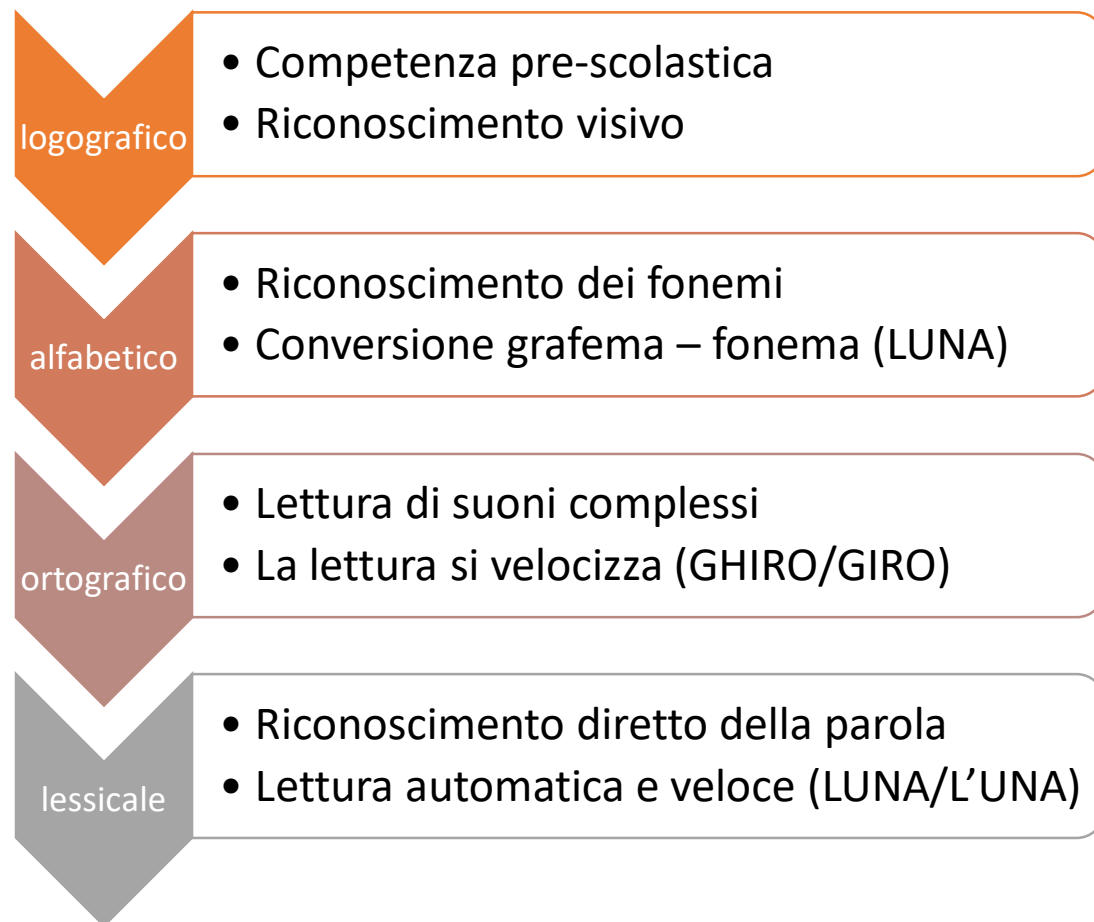 logografico
• Competenza pre-scolastica
• Riconoscimento visivo
alfabetico
• Riconoscimento dei fonemi
• Conversione grafema – fonema (LUNA)
ortografico
• Lettura di suoni complessi
• La lettura si velocizza (GHIRO/GIRO)
lessicale
• Riconoscimento diretto della parola
• Lettura automatica e veloce (LUNA/L’UNA)